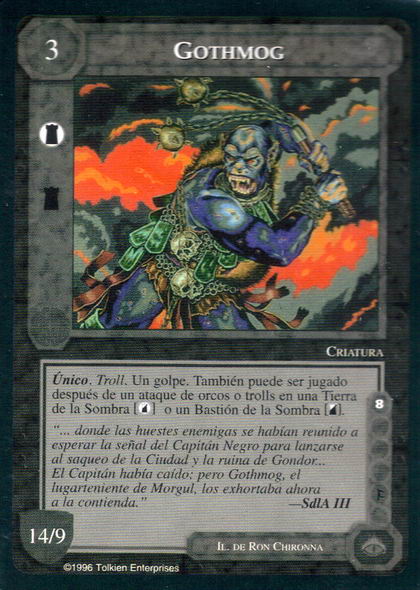 3
GOTHMOG
CRIATURA
Único. Troll. Un golpe. También puede ser jugado
después de un ataque de orcos o trolls en una Tierra
de la Sombra [] o un Bastión de la Sombra [].
8
"... donde las huestes enemigas se habían reunido a
esperar la señal del Capitán Negro para lanzarse
al saqueo de la Ciudad y la ruina de Gondor...
El Capitán había caído; pero Gothmog, el
lugarteniente de Morgul, los exhortaba ahora
a la contienda." —SdlA III
14/9
IL. DE RON CHIRONNA
©1996 Tolkien Enterprises